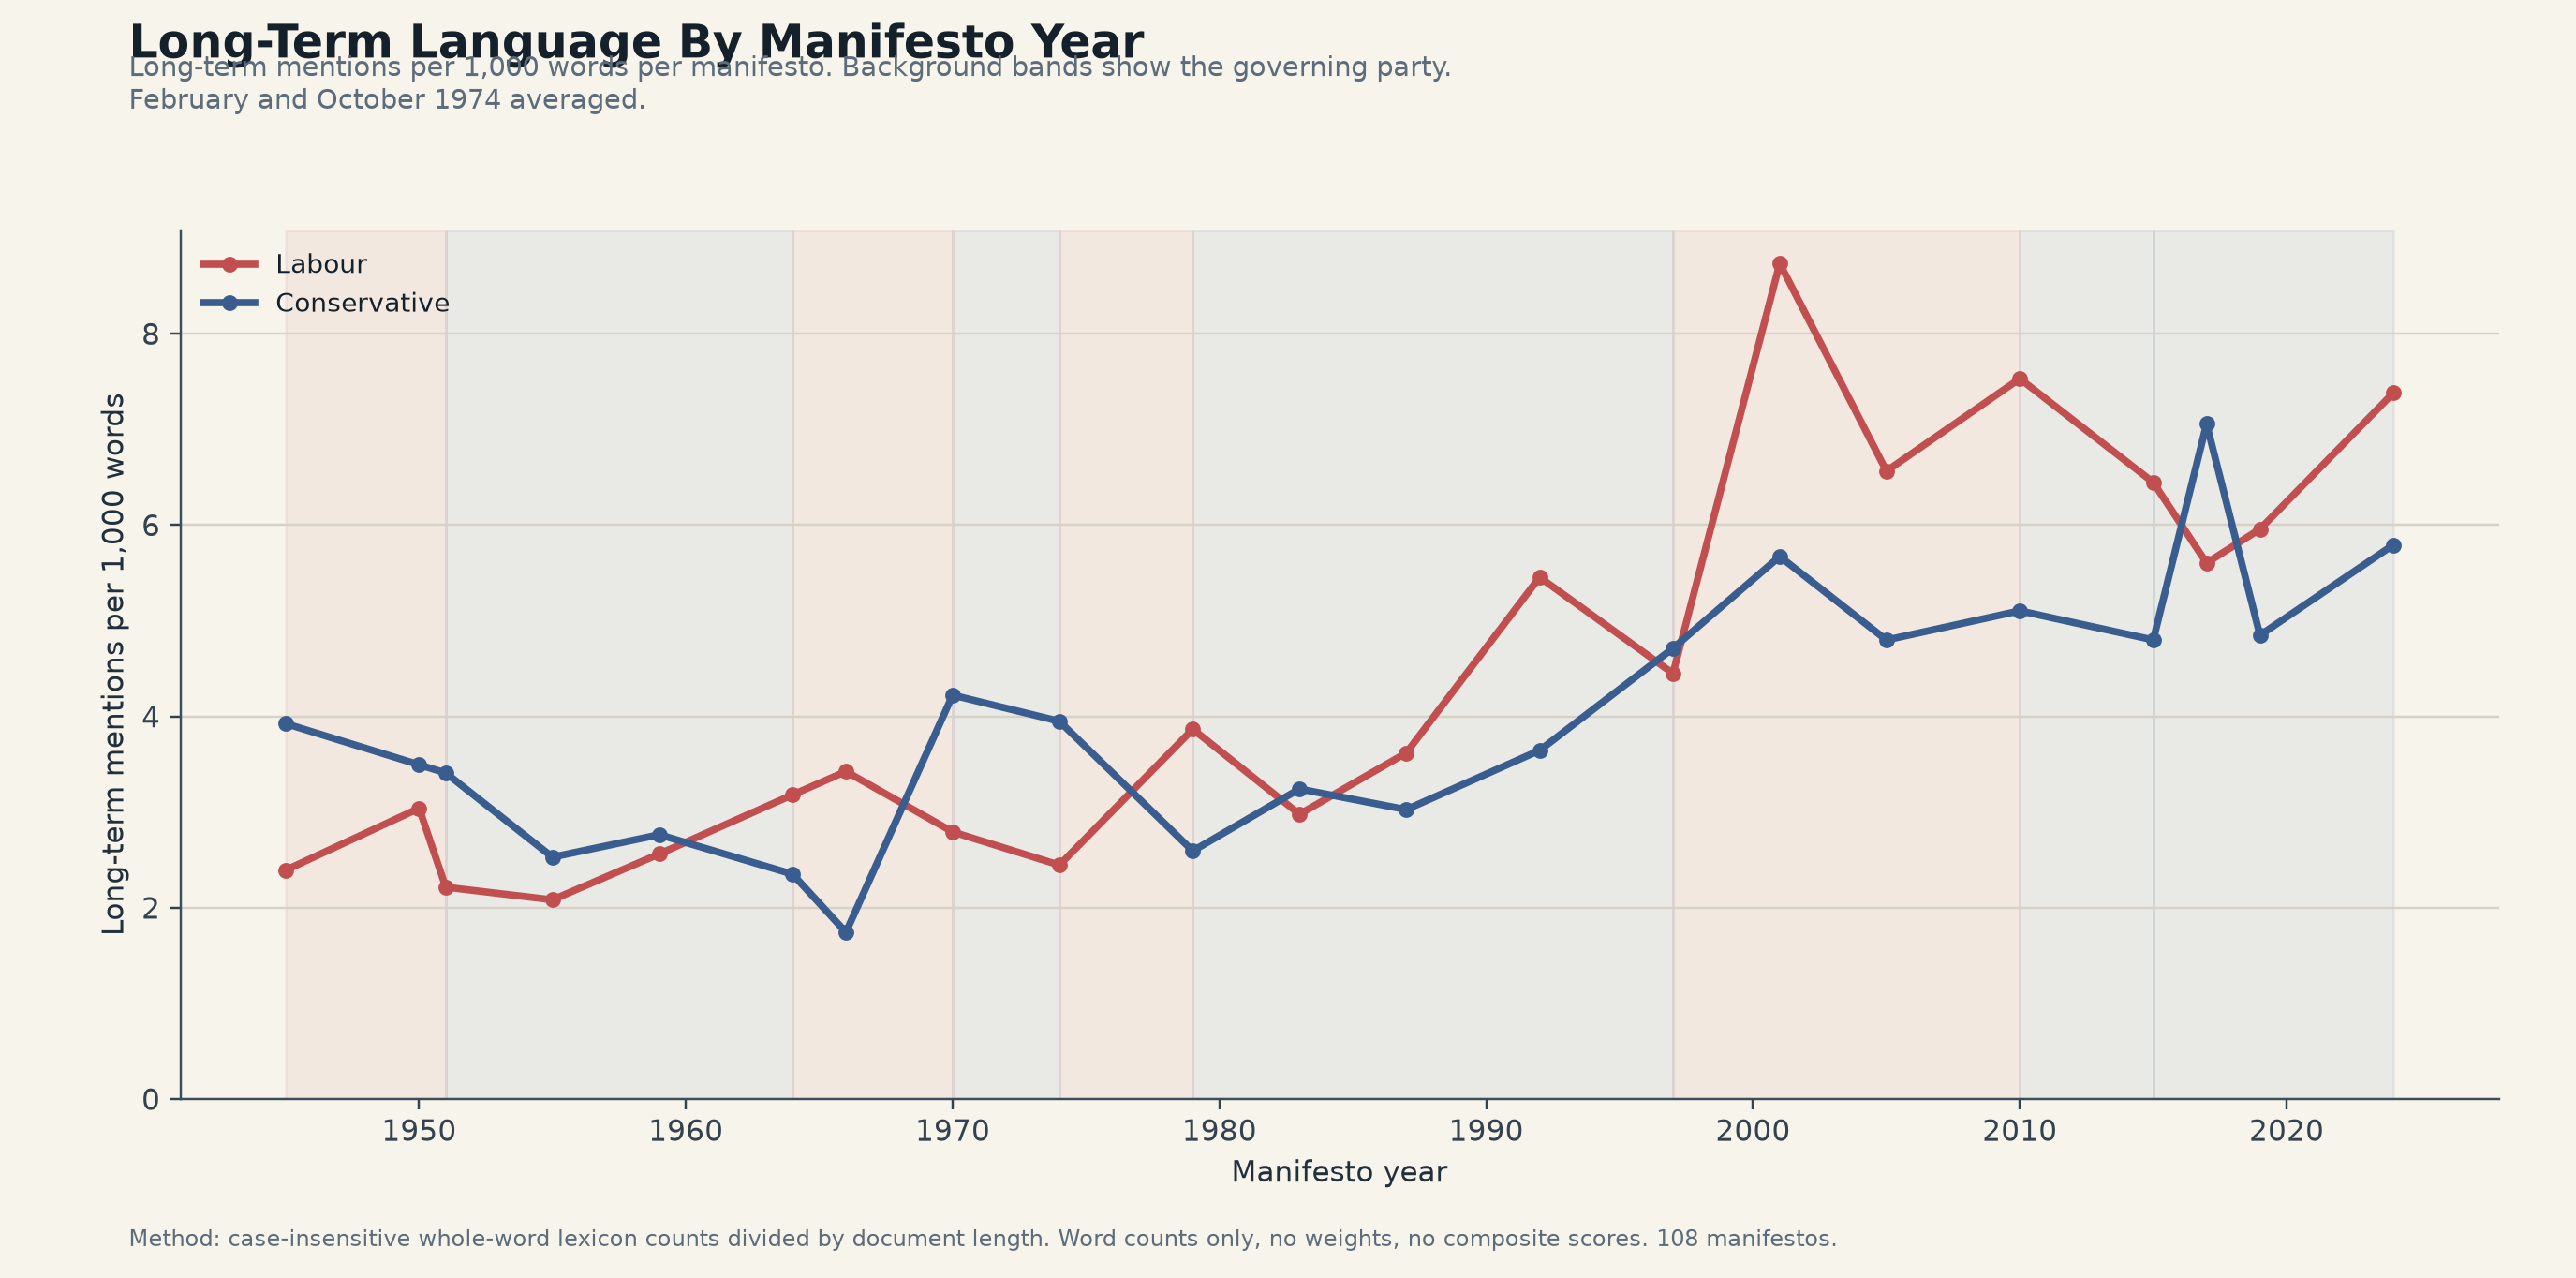 Long-Term Language By Manifesto Year
Long-term mentions per 1,000 words per manifesto. Background bands show the governing party.
February and October 1974 averaged.
Labour
Conservative
Long-term mentions per 1,000 words
8
6
4
2
0
1950 1960 1970 1980 1990 2000 2010 2020
Manifesto year
Method: case-insensitive whole-word lexicon counts divided by document length. Word counts only, no weights, no composite scores. 108 manifestos.